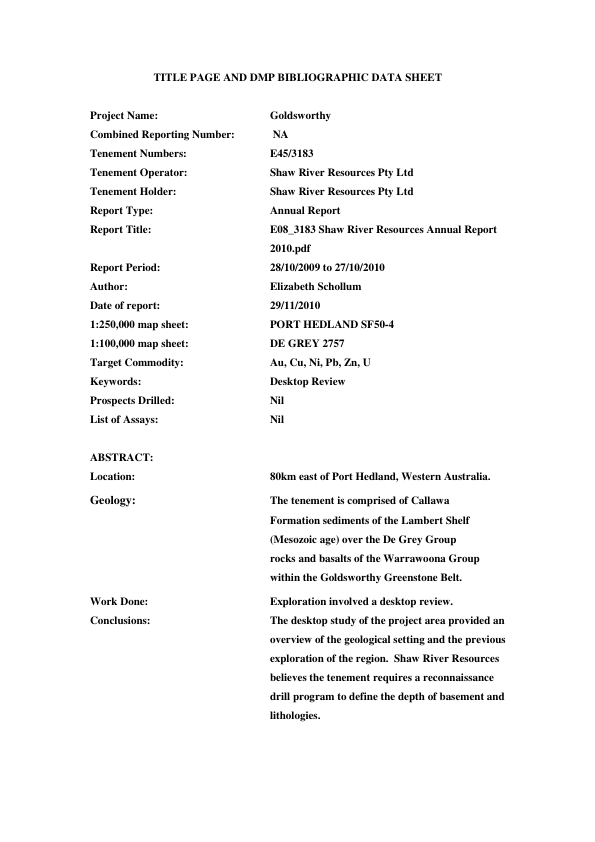 TITLE PAGE AND DMP BIBLIOGRAPHIC DATA SHEET
Project Name: Goldsworthy
Combined Reporting Number: NA
Tenement Numbers: E45/3183
Tenement Operator: Shaw River Resources Pty Ltd
Tenement Holder: Shaw River Resources Pty Ltd
Report Type: Annual Report
Report Title: E08_3183 Shaw River Resources Annual Report
2010.pdf
Report Period: 28/10/2009 to 27/10/2010
Author: Elizabeth Schollum
Date of report: 29/11/2010
1:250,000 map sheet: PORT HEDLAND SF50-4
1:100,000 map sheet: DE GREY 2757
Target Commodity: Au, Cu, Ni, Pb, Zn, U
Keywords: Desktop Review
Prospects Drilled: Nil
List of Assays: Nil
ABSTRACT:
Location: 80km east of Port Hedland, Western Australia.
Geology: The tenement is comprised of Callawa
Formation sediments of the Lambert Shelf
(Mesozoic age) over the De Grey Group
rocks and basalts of the Warrawoona Group
within the Goldsworthy Greenstone Belt.
Work Done: Exploration involved a desktop review.
Conclusions: The desktop study of the project area provided an
overview of the geological setting and the previous
exploration of the region. Shaw River Resources
believes the tenement requires a reconnaissance
drill program to define the depth of basement and
lithologies.